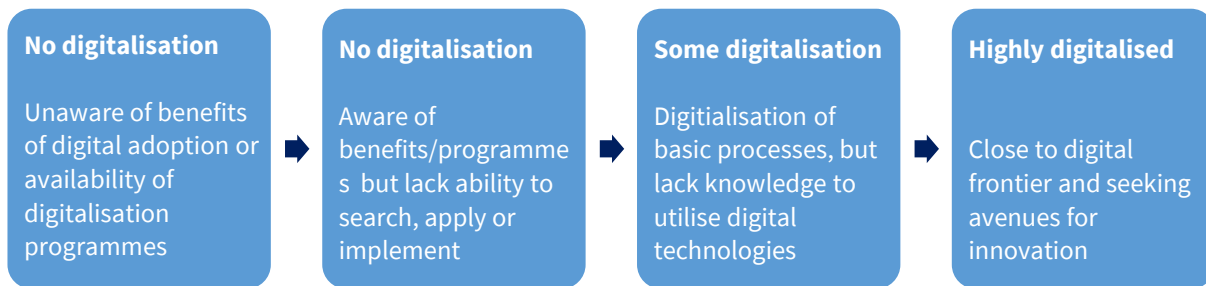 No digitalisation
Unaware of benefits
of digital adoption or
availability of
digitalisation
programmes
No digitalisation
Aware of
benefits/programme
s but lack ability to
search, apply or
implement
Some digitalisation
Digitialisation of
basic processes, but
lack knowledge to
utilise digital
technologies
Highly digitalised
Close to digital
frontier and seeking
avenues for
innovation